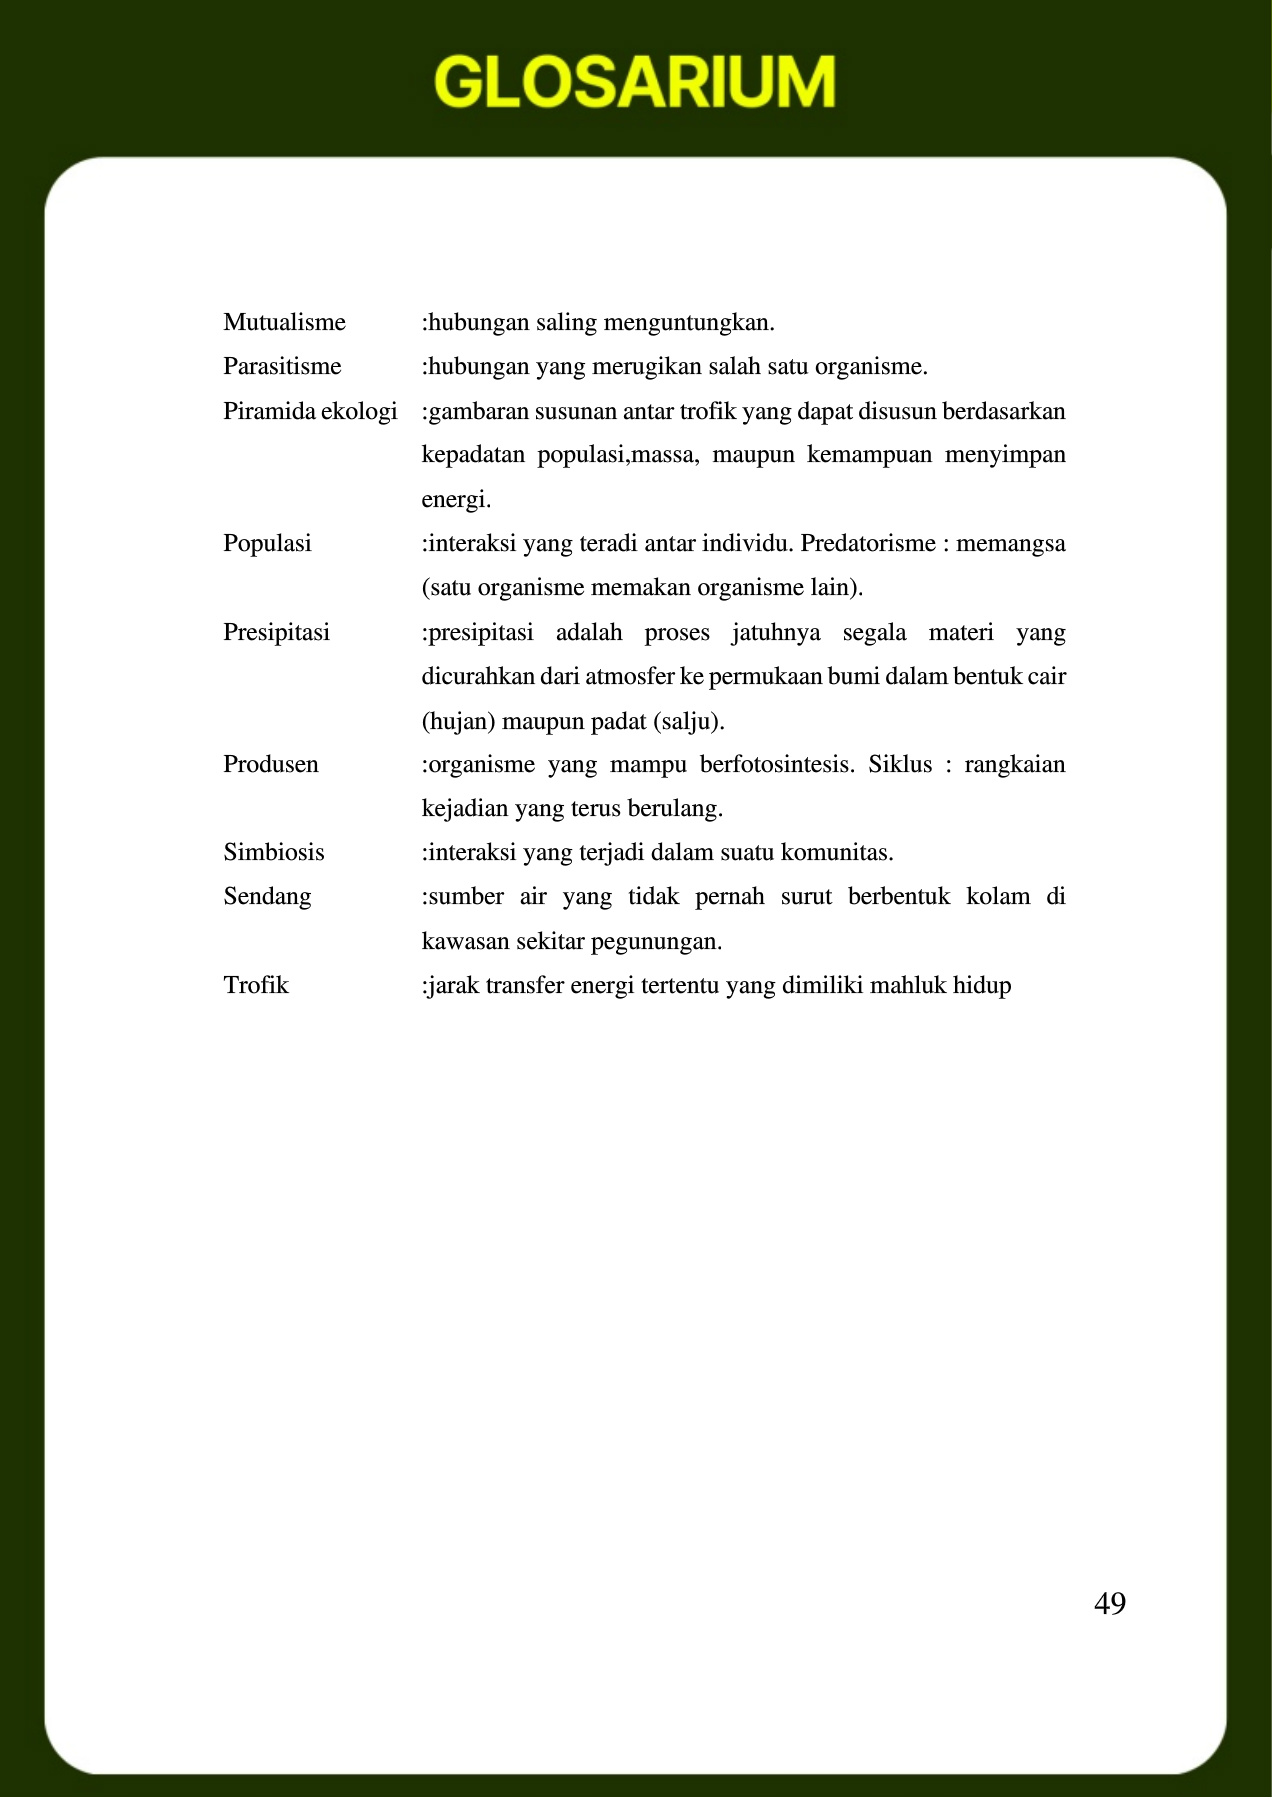 GLOSARIUM
Mutualisme :hubungan saling menguntungkan.
Parasitisme :hubungan yang merugikan salah satu organisme.
Piramida ekologi :gambaran susunan antar trofik yang dapat disusun berdasarkan
kepadatan populasi,massa, maupun kemampuan menyimpan
energi.
Populasi :interaksi yang teradi antar individu. Predatorisme : memangsa
(satu organisme memakan organisme lain).
Presipitasi :presipitasi adalah proses jatuhnya segala materi yang
dicurahkan dari atmosfer ke permukaan bumi dalam bentuk cair
(hujan) maupun padat (salju).
Produsen :organisme yang mampu berfotosintesis. Siklus : rangkaian
kejadian yang terus berulang.
Simbiosis :interaksi yang terjadi dalam suatu komunitas.
Sendang :sumber air yang tidak pernah surut berbentuk kolam di
kawasan sekitar pegunungan.
Trofik :jarak transfer energi tertentu yang dimiliki mahluk hidup
49